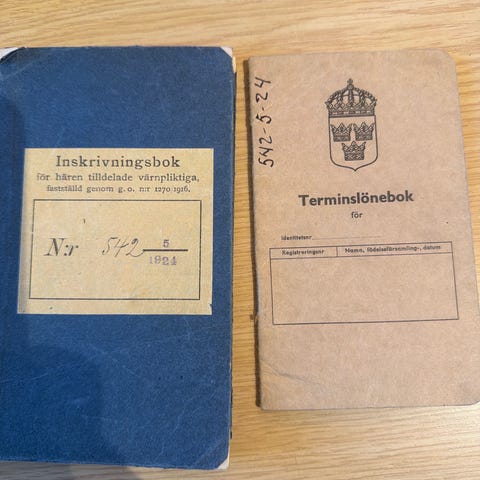 Inskrivningsbok
för hären tilldelade värnpliktiga,
fastställd genom g. o. n:r 1270/1916.
N:r 542 5
1924
542-5-24
Terminslönebok
för
Identitetsnr
Registreringsnr Namn, födelseförsamling-, datum